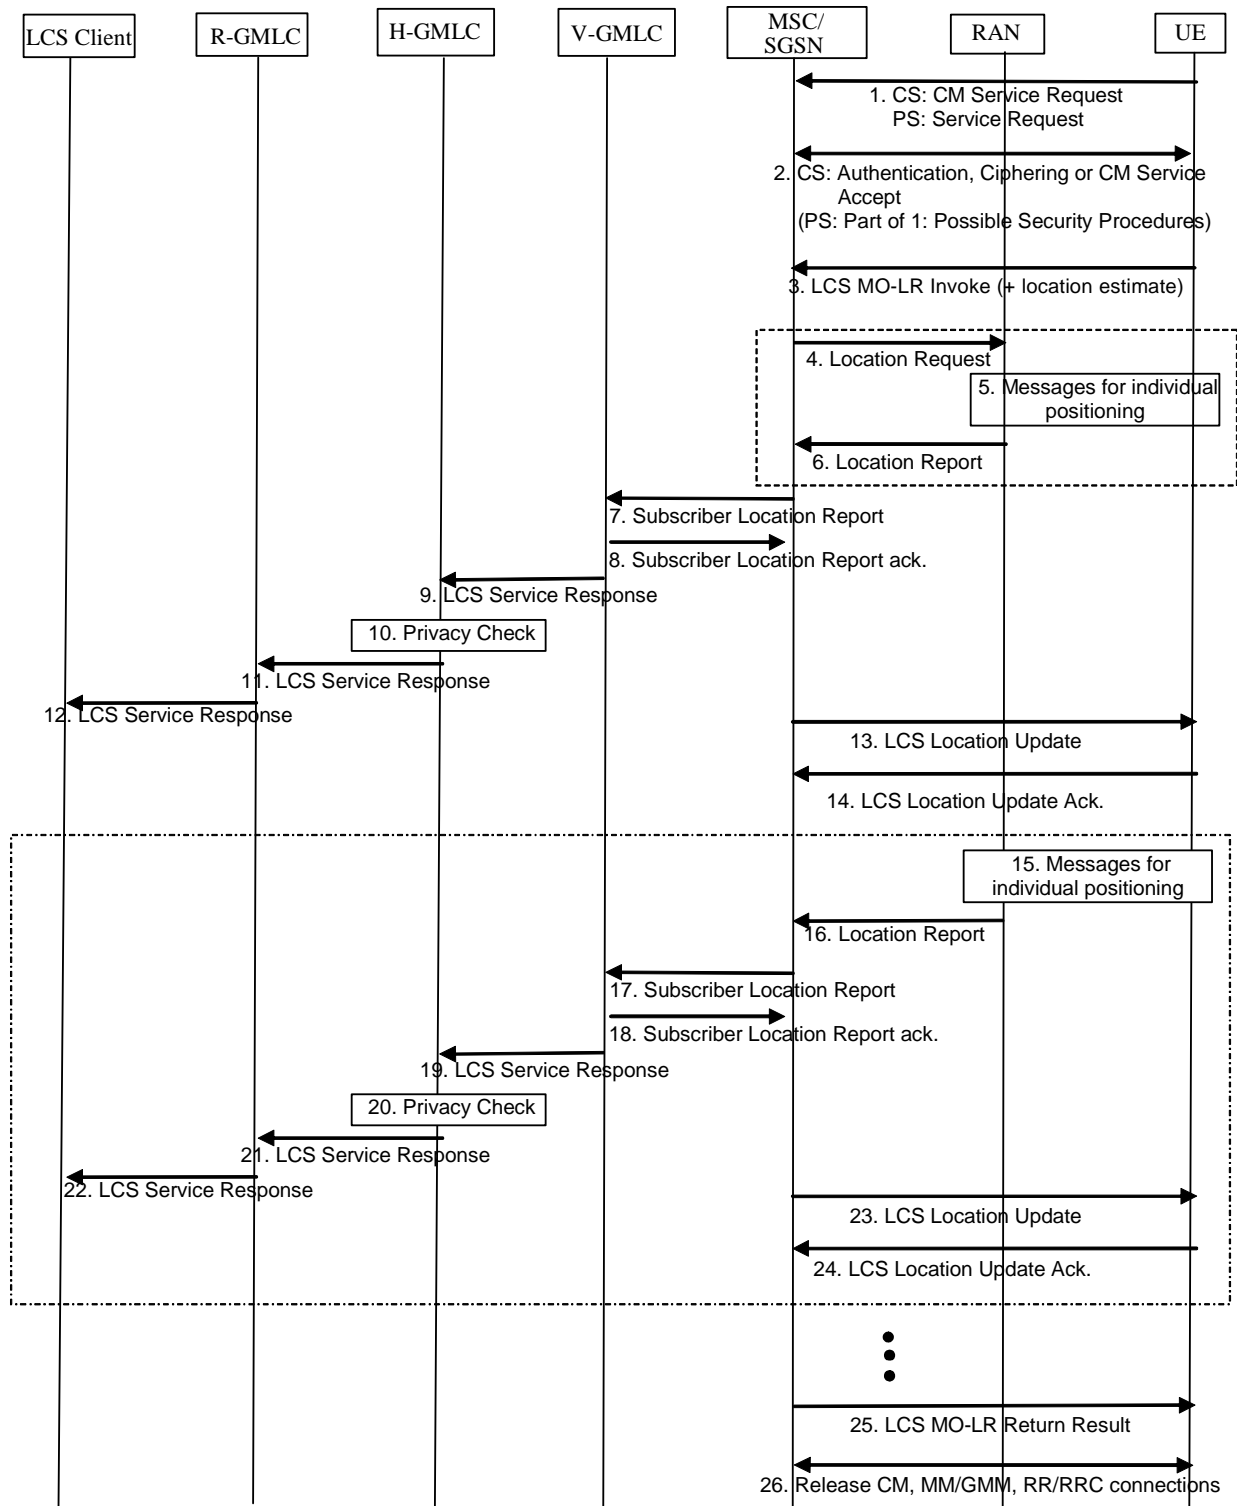 LCS Client
R-GMLC
H-GMLC
V-GMLC
MSC/
SGSN
RAN
UE
1. CS: CM Service Request
PS: Service Request
2. CS: Authentication, Ciphering or CM Service
Accept
(PS: Part of 1: Possible Security Procedures)
3. LCS MO-LR Invoke (+ location estimate)
4. Location Request
5. Messages for individual
positioning
6. Location Report
7. Subscriber Location Report
8. Subscriber Location Report ack.
9. LCS Service Response
10. Privacy Check
11. LCS Service Response
12. LCS Service Response
13. LCS Location Update
14. LCS Location Update Ack.
15. Messages for
individual positioning
16. Location Report
17. Subscriber Location Report
18. Subscriber Location Report ack.
19. LCS Service Response
20. Privacy Check
21. LCS Service Response
22. LCS Service Response
23. LCS Location Update
24. LCS Location Update Ack.
25. LCS MO-LR Return Result
26. Release CM, MM/GMM, RR/RRC connections